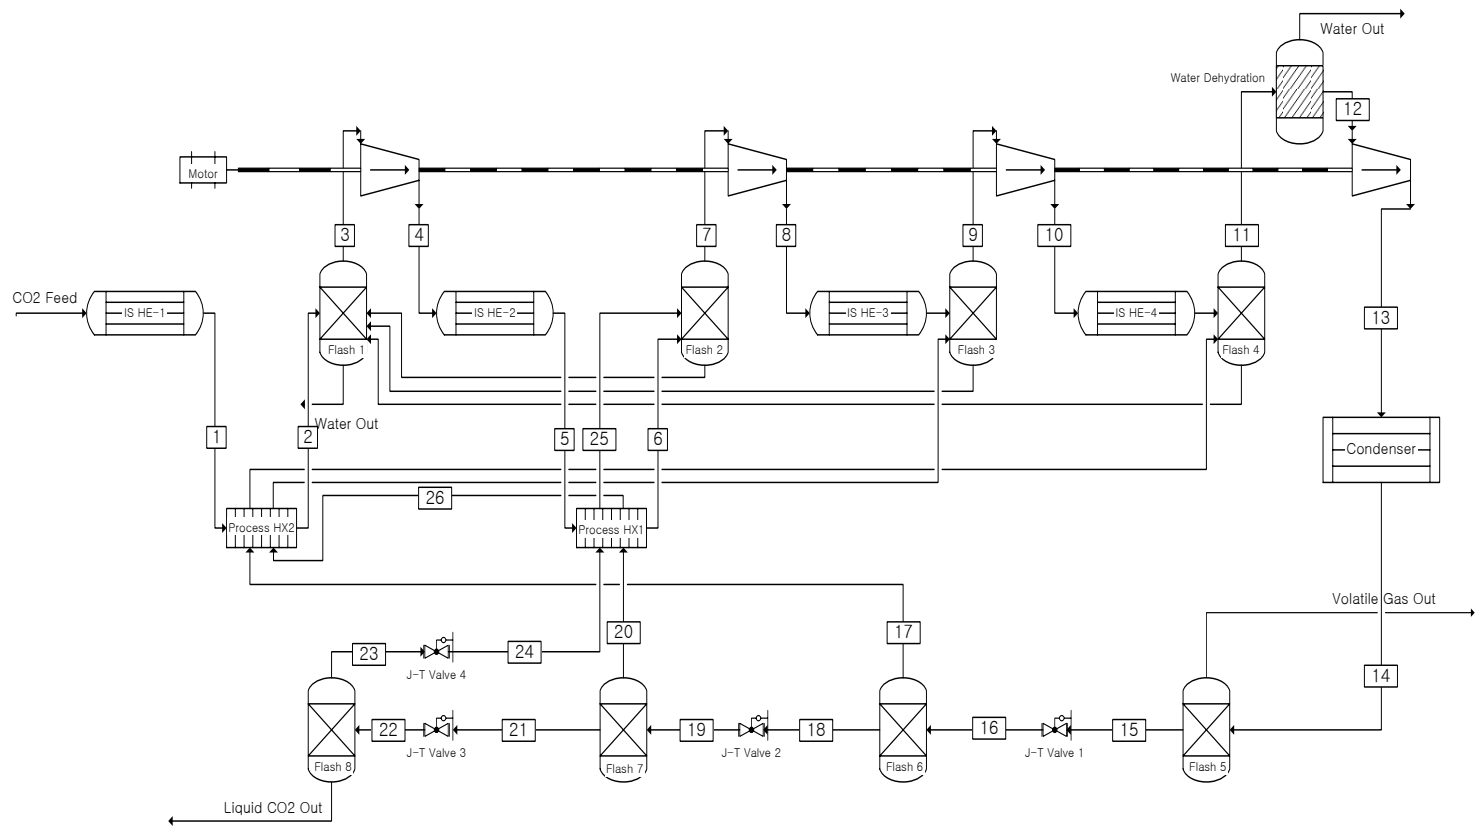 Water Out
Water Dehydration
12
Motor
3
4
7
8
9
10
11
CO2 Feed
IS HE-1
IS HE-2
IS HE-3
IS HE-4
13
Flash 1
Flash 2
Flash 3
Flash 4
Water Out
1
2
5
25
6
Condenser
26
Process HX2
Process HX1
Volatile Gas Out
20
17
23
24
J-T Valve 4
14
22
21
19
18
16
15
J-T Valve 3
J-T Valve 2
J-T Valve 1
Flash 8
Flash 7
Flash 6
Flash 5
Liquid CO2 Out